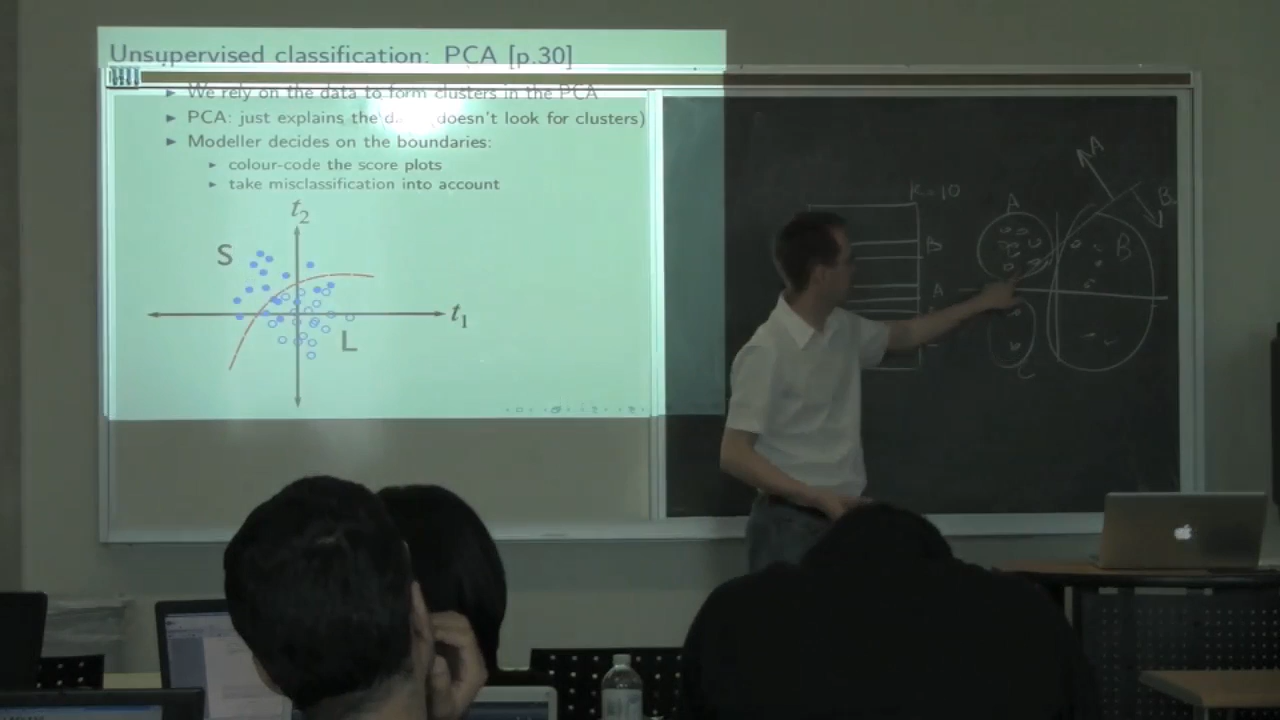 Unsupervised classification: PCA [p.30]
► We rely on the data to form clusters in the PCA
► PCA: just explains the (doesn't look for clusters)
► Modeller decides on the boundaries:
► colour-code the score plots
► take misclassification into account
t2
S
t1
L
K=10
B
A
A
A
B
B
C